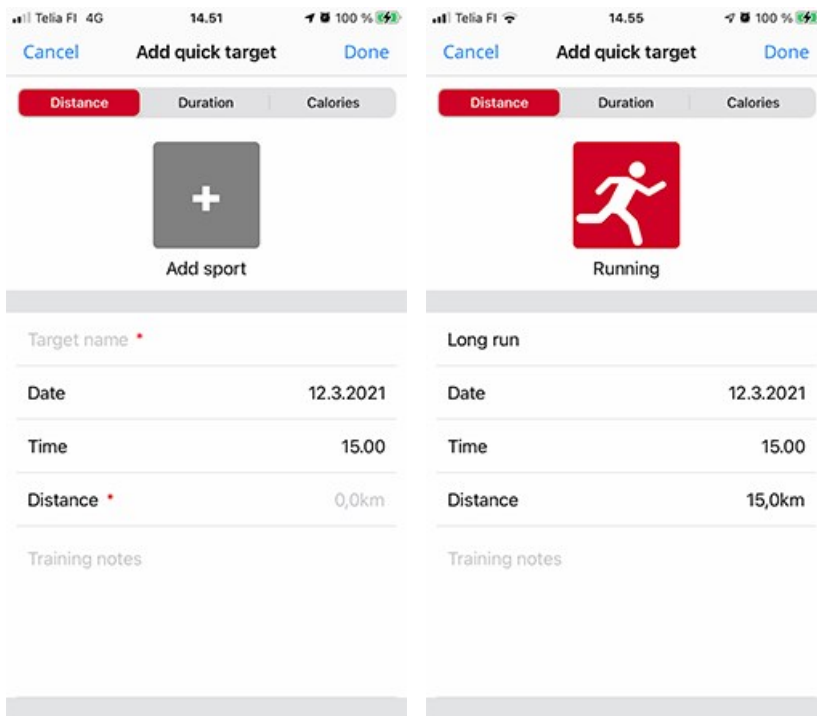 Telia FI 4G 14.51 100 %
Cancel Add quick target Done
Distance Duration Calories
+
Add sport
Target name *
Date 12.3.2021
Time 15.00
Distance * 0,0km
Training notes
Telia FI 14.55 100 %
Cancel Add quick target Done
Distance Duration Calories
Running
Long run
Date 12.3.2021
Time 15.00
Distance 15,0km
Training notes